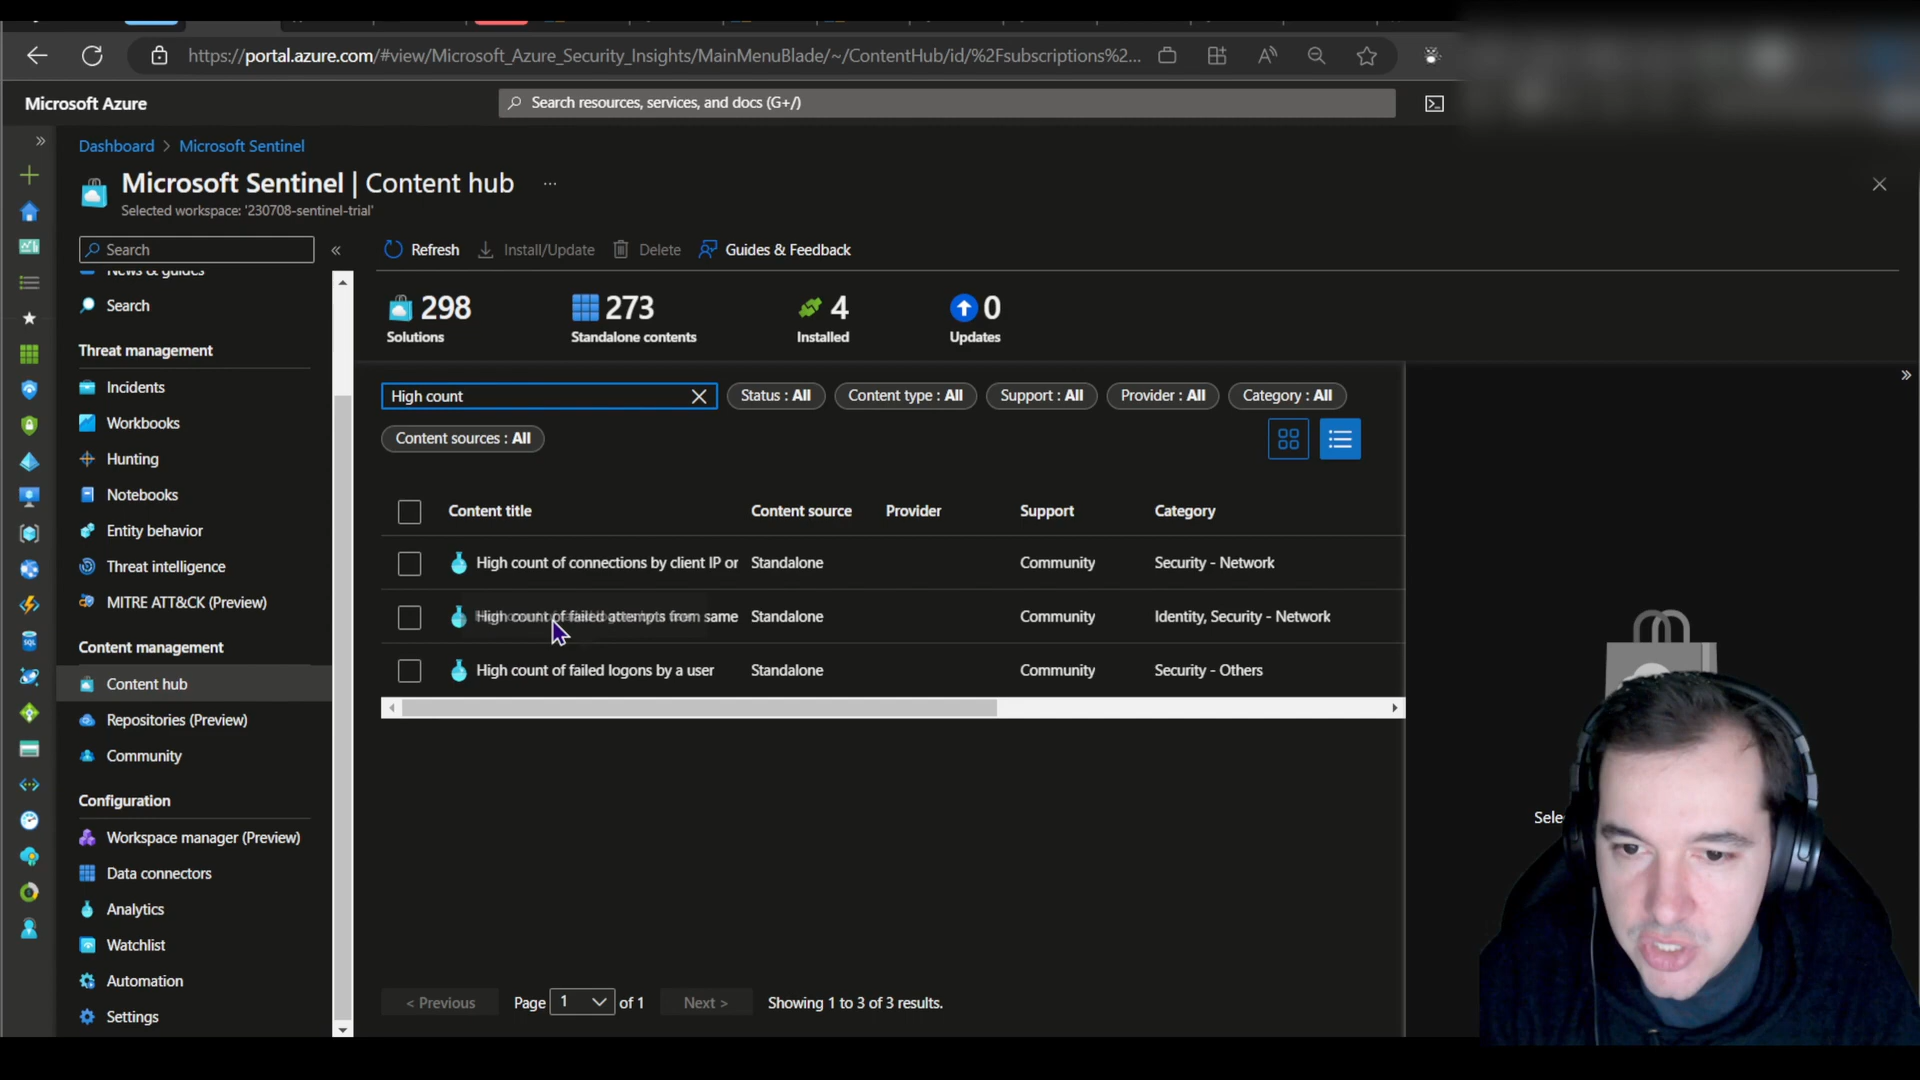 https://portal.azure.com/#view/Microsoft_Azure_Security_Insights/MainMenuBlade/~/ContentHub/id/%2Fsubscriptions%2...
Microsoft Azure
Search resources, services, and docs (G+/)
Dashboard > Microsoft Sentinel
Microsoft Sentinel | Content hub ...
Selected workspace: '230708-sentinel-trial'
Search
Refresh
Install/Update
Delete
Guides & Feedback
News & guides
Search
Threat management
Incidents
Workbooks
Hunting
Notebooks
Entity behavior
Threat intelligence
MITRE ATT&CK (Preview)
Content management
Content hub
Repositories (Preview)
Community
Configuration
Workspace manager (Preview)
Data connectors
Analytics
Watchlist
Automation
Settings
298 273 4 0
Solutions Standalone contents Installed Updates
High count
Status : All
Content type : All
Support : All
Provider : All
Category : All
Content sources : All
Content title Content source Provider Support Category
High count of connections by client IP on Standalone Community Security - Network
High count of failed attempts from same Standalone Community Identity, Security - Network
High count of failed logons by a user Standalone Community Security - Others
< Previous Page 1 of 1 Next > Showing 1 to 3 of 3 results.
SQL